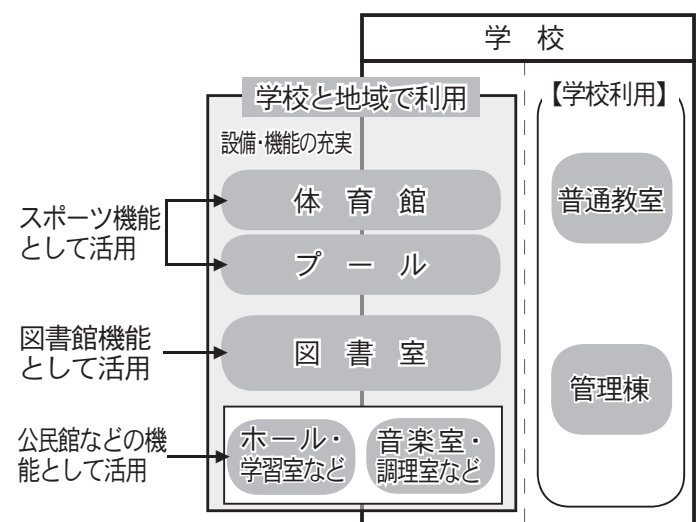 学 校
学校と地域で利用
【学校利用】
設備・機能の充実
体 育 館
プ ー ル
図 書 室
ホール・
学習室など
音楽室・
調理室など
普通教室
管理棟
スポーツ機能
として活用
図書館機能
として活用
公民館などの機
能として活用